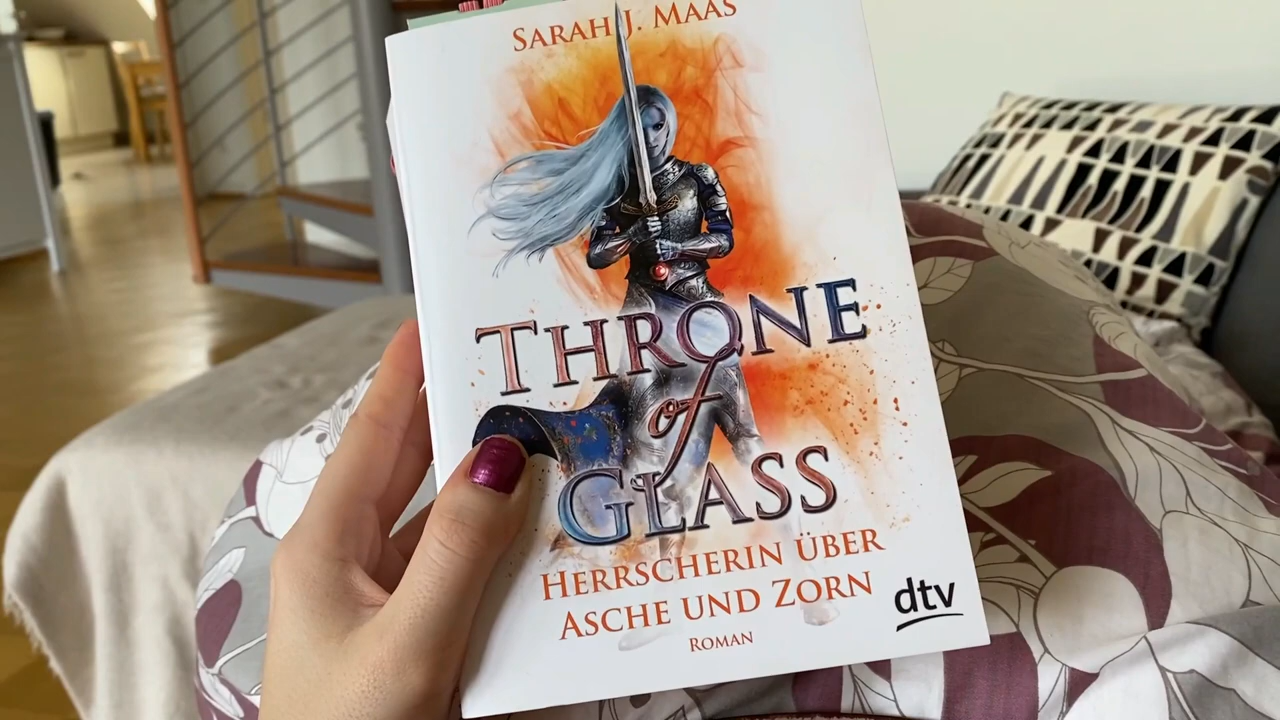 SARAH J. MAAS
THRONE
of
GLASS
HERRSCHERIN ÜBER
ASCHE UND ZORN
ROMAN
dtv